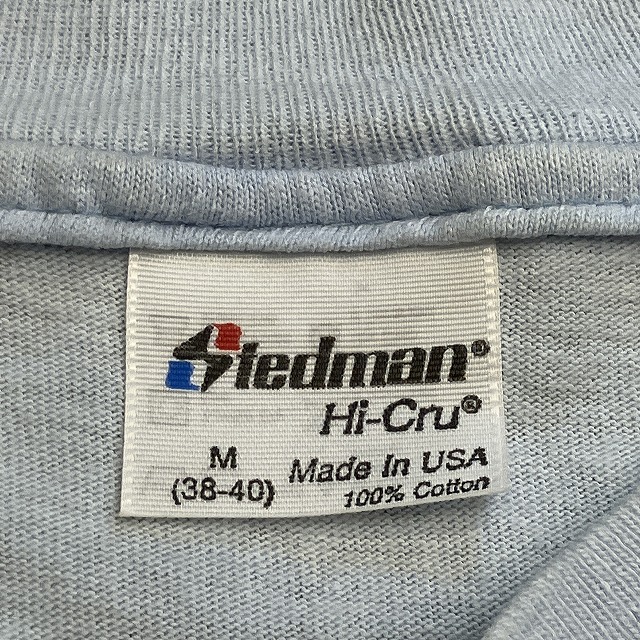 Stedman®
Hi-Cru®
M
(38-40)
Made In USA
100% Cotton